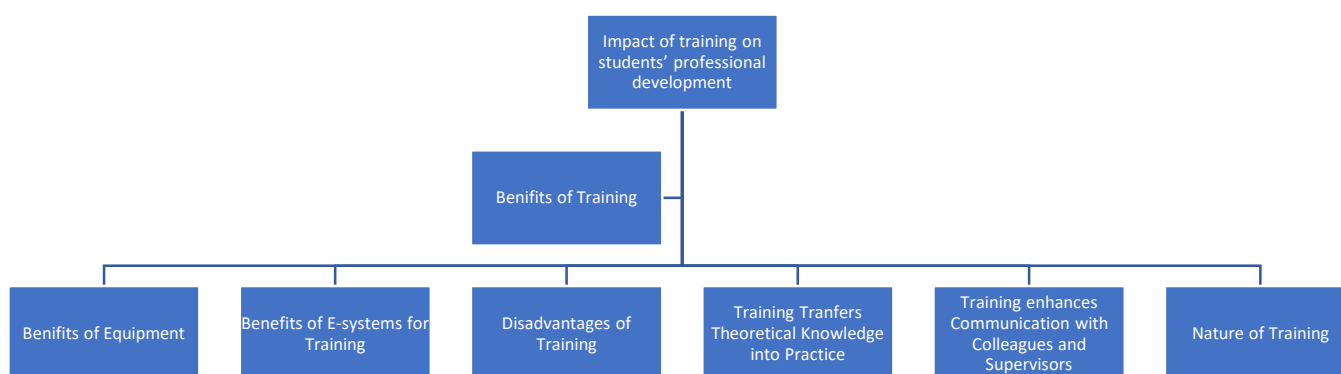 Impact of training on
students’ professional
development
Benifits of Training
Benifits of Equipment
Benefits of E-systems for
Training
Disadvantages of
Training
Training Tranfers
Theoretical Knowledge
into Practice
Training enhances
Communication with
Colleagues and
Supervisors
Nature of Training